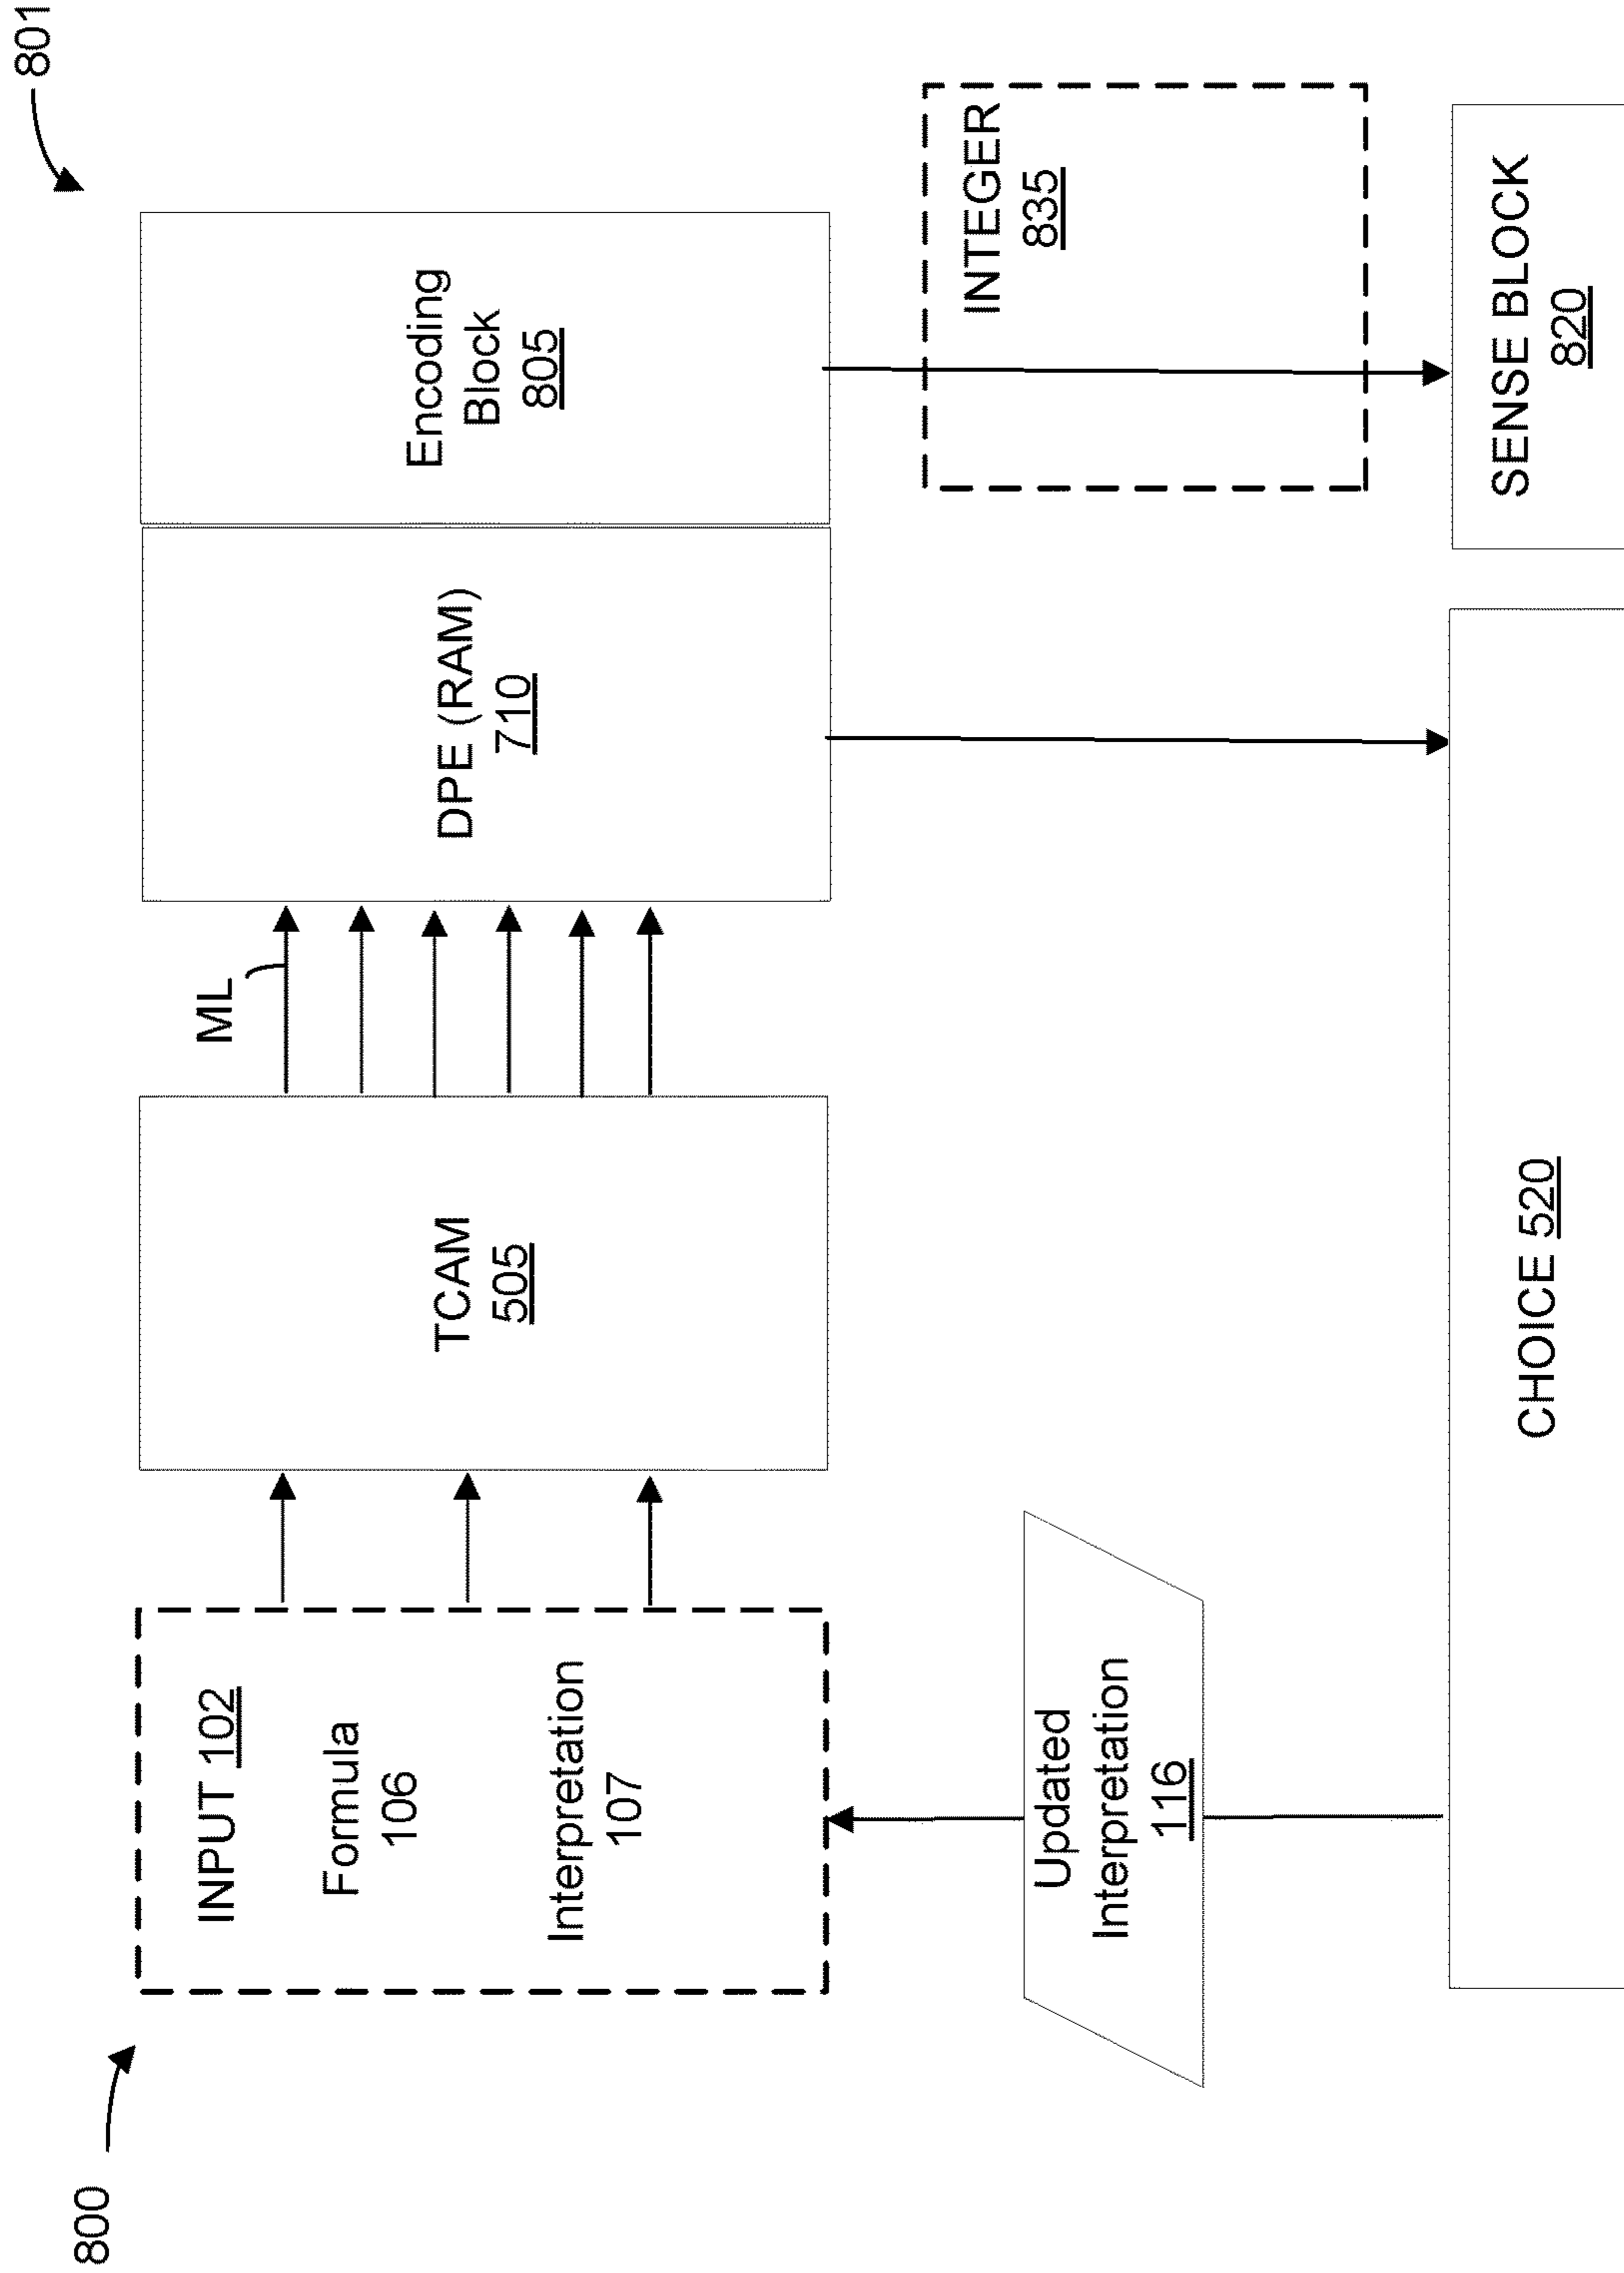 800
801
INPUT 102
Formula
106
Interpretation
107
TCAM
505
ML
DPE (RAM)
710
Encoding
Block
805
Updated
Interpretation
116
INTEGER
835
CHOICE 520
SENSE BLOCK
820